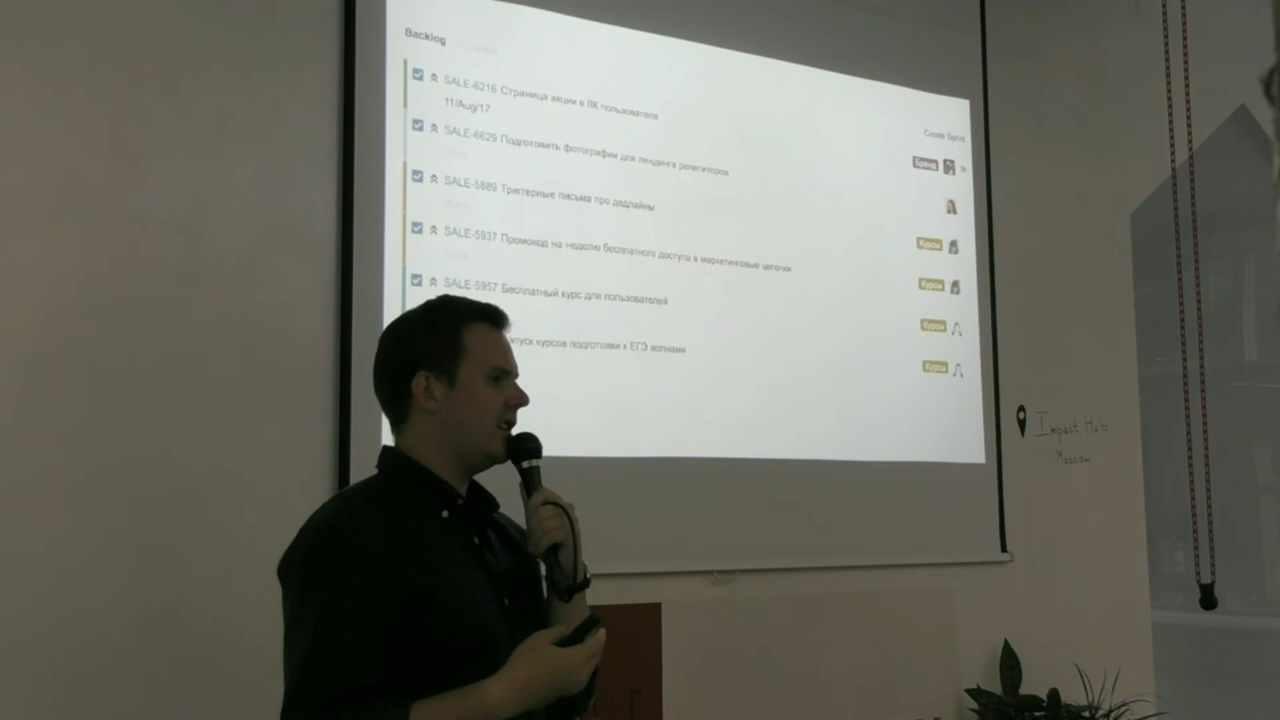 Backlog
SALE-6216 Страница акции в ЛК пользователя
11/Aug/17
Create Sprint
SALE-6629 Подготовить фотографии для лендинга репетиторов
Бренд
SALE-5889 Триггерные письма про дедлайны
SALE-5937 Промокод на неделю бесплатного доступа в маркетинговые цепочки
Курсы
SALE-5957 Бесплатный курс для пользователей
Курсы
Курсы
апуск курсов подготовки к ЕГЭ волнами
Курсы
Impact Hub
Moscow